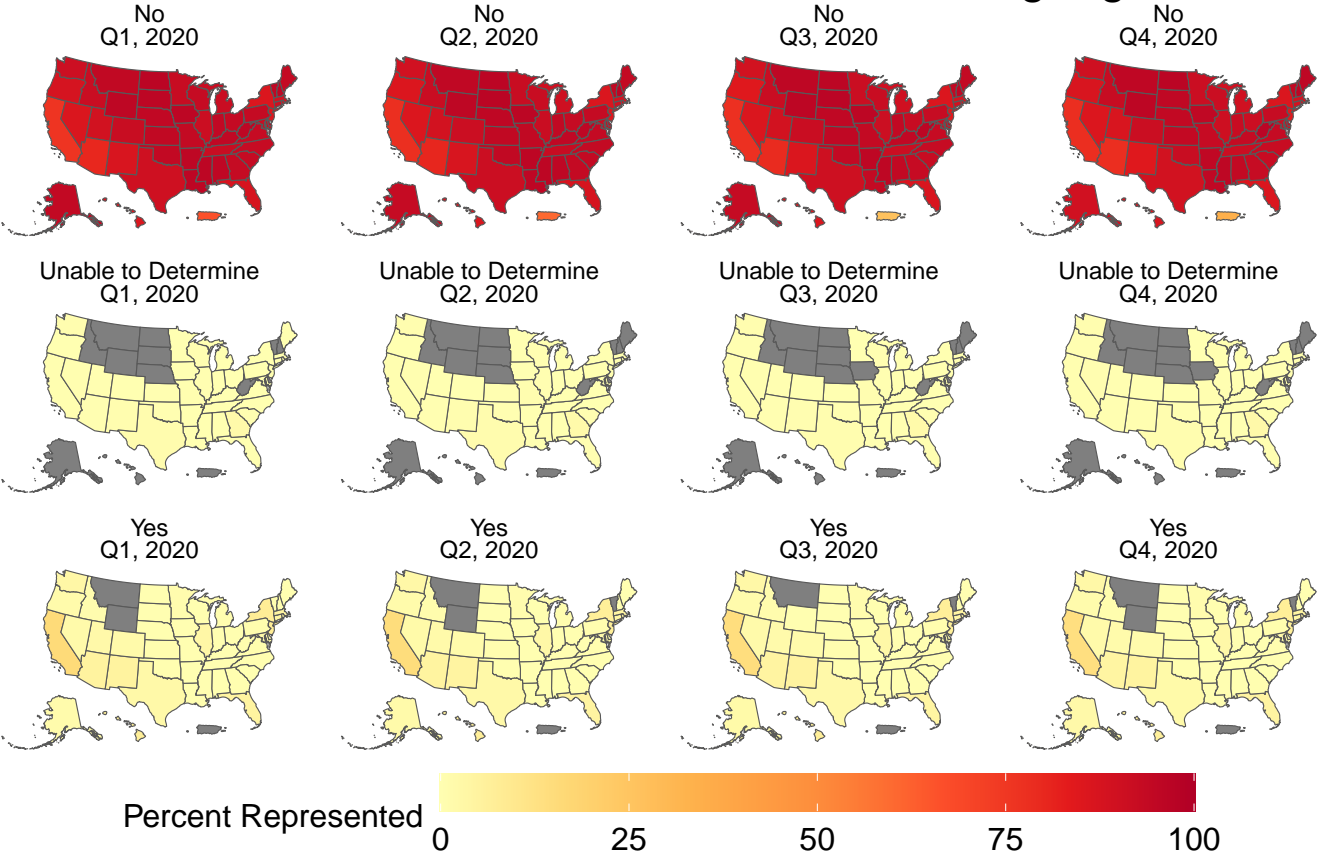 No
Q1, 2020
No
Q2, 2020
No
Q3, 2020
No
Q4, 2020
Unable to Determine
Q1, 2020
Unable to Determine
Q2, 2020
Unable to Determine
Q3, 2020
Unable to Determine
Q4, 2020
Yes
Q1, 2020
Yes
Q2, 2020
Yes
Q3, 2020
Yes
Q4, 2020
Percent Represented
0 25 50 75 100